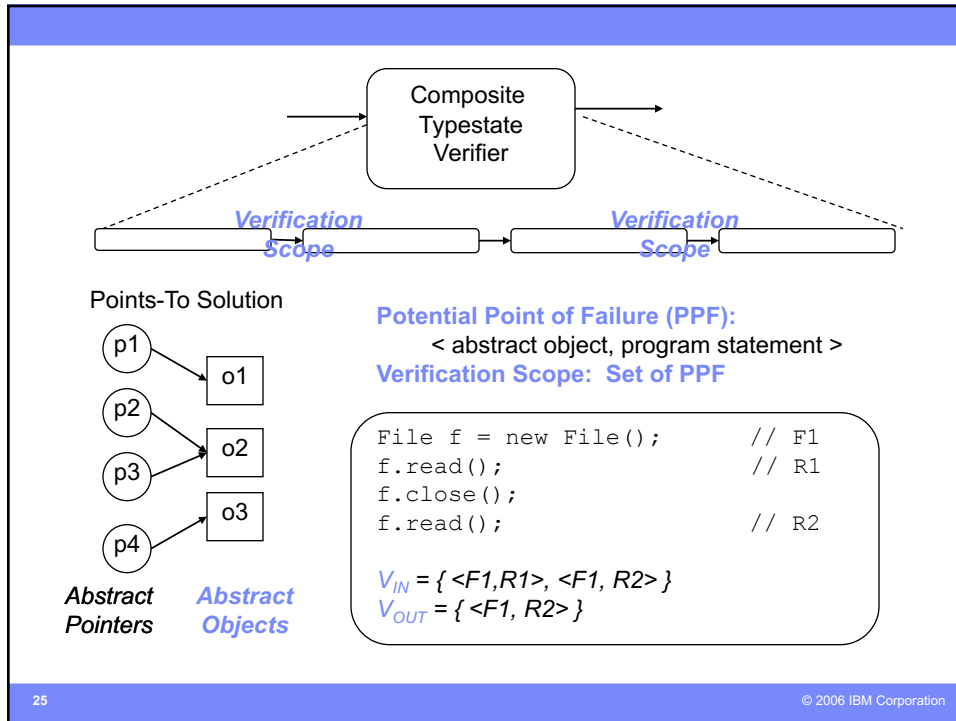 Composite
Typestate
Verifier
Verification
Scope
Verification
Scope
Points-To Solution
p1
p2
p3
p4
o1
o2
o3
Abstract
Pointers
Abstract
Objects
Potential Point of Failure (PPF):
< abstract object, program statement >
Verification Scope: Set of PPF
File f = new File(); // F1
f.read(); // R1
f.close();
f.read(); // R2
V_IN = { <F1,R1>, <F1, R2> }
V_OUT = { <F1, R2> }
25
© 2006 IBM Corporation